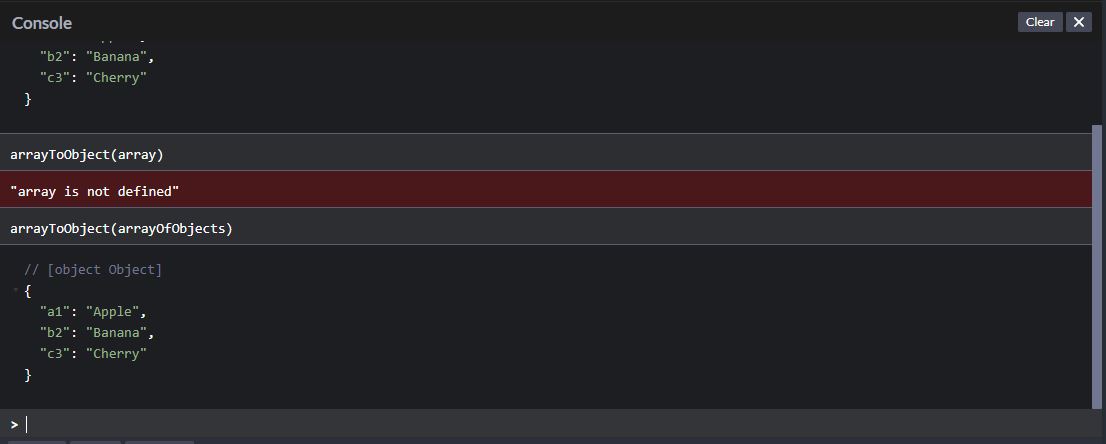 Console
Clear
"b2": "Banana",
"c3": "Cherry"
}
arrayToObject(array)
"array is not defined"
arrayToObject(arrayOfObjects)
// [object Object]
{
"a1": "Apple",
"b2": "Banana",
"c3": "Cherry"
}
>